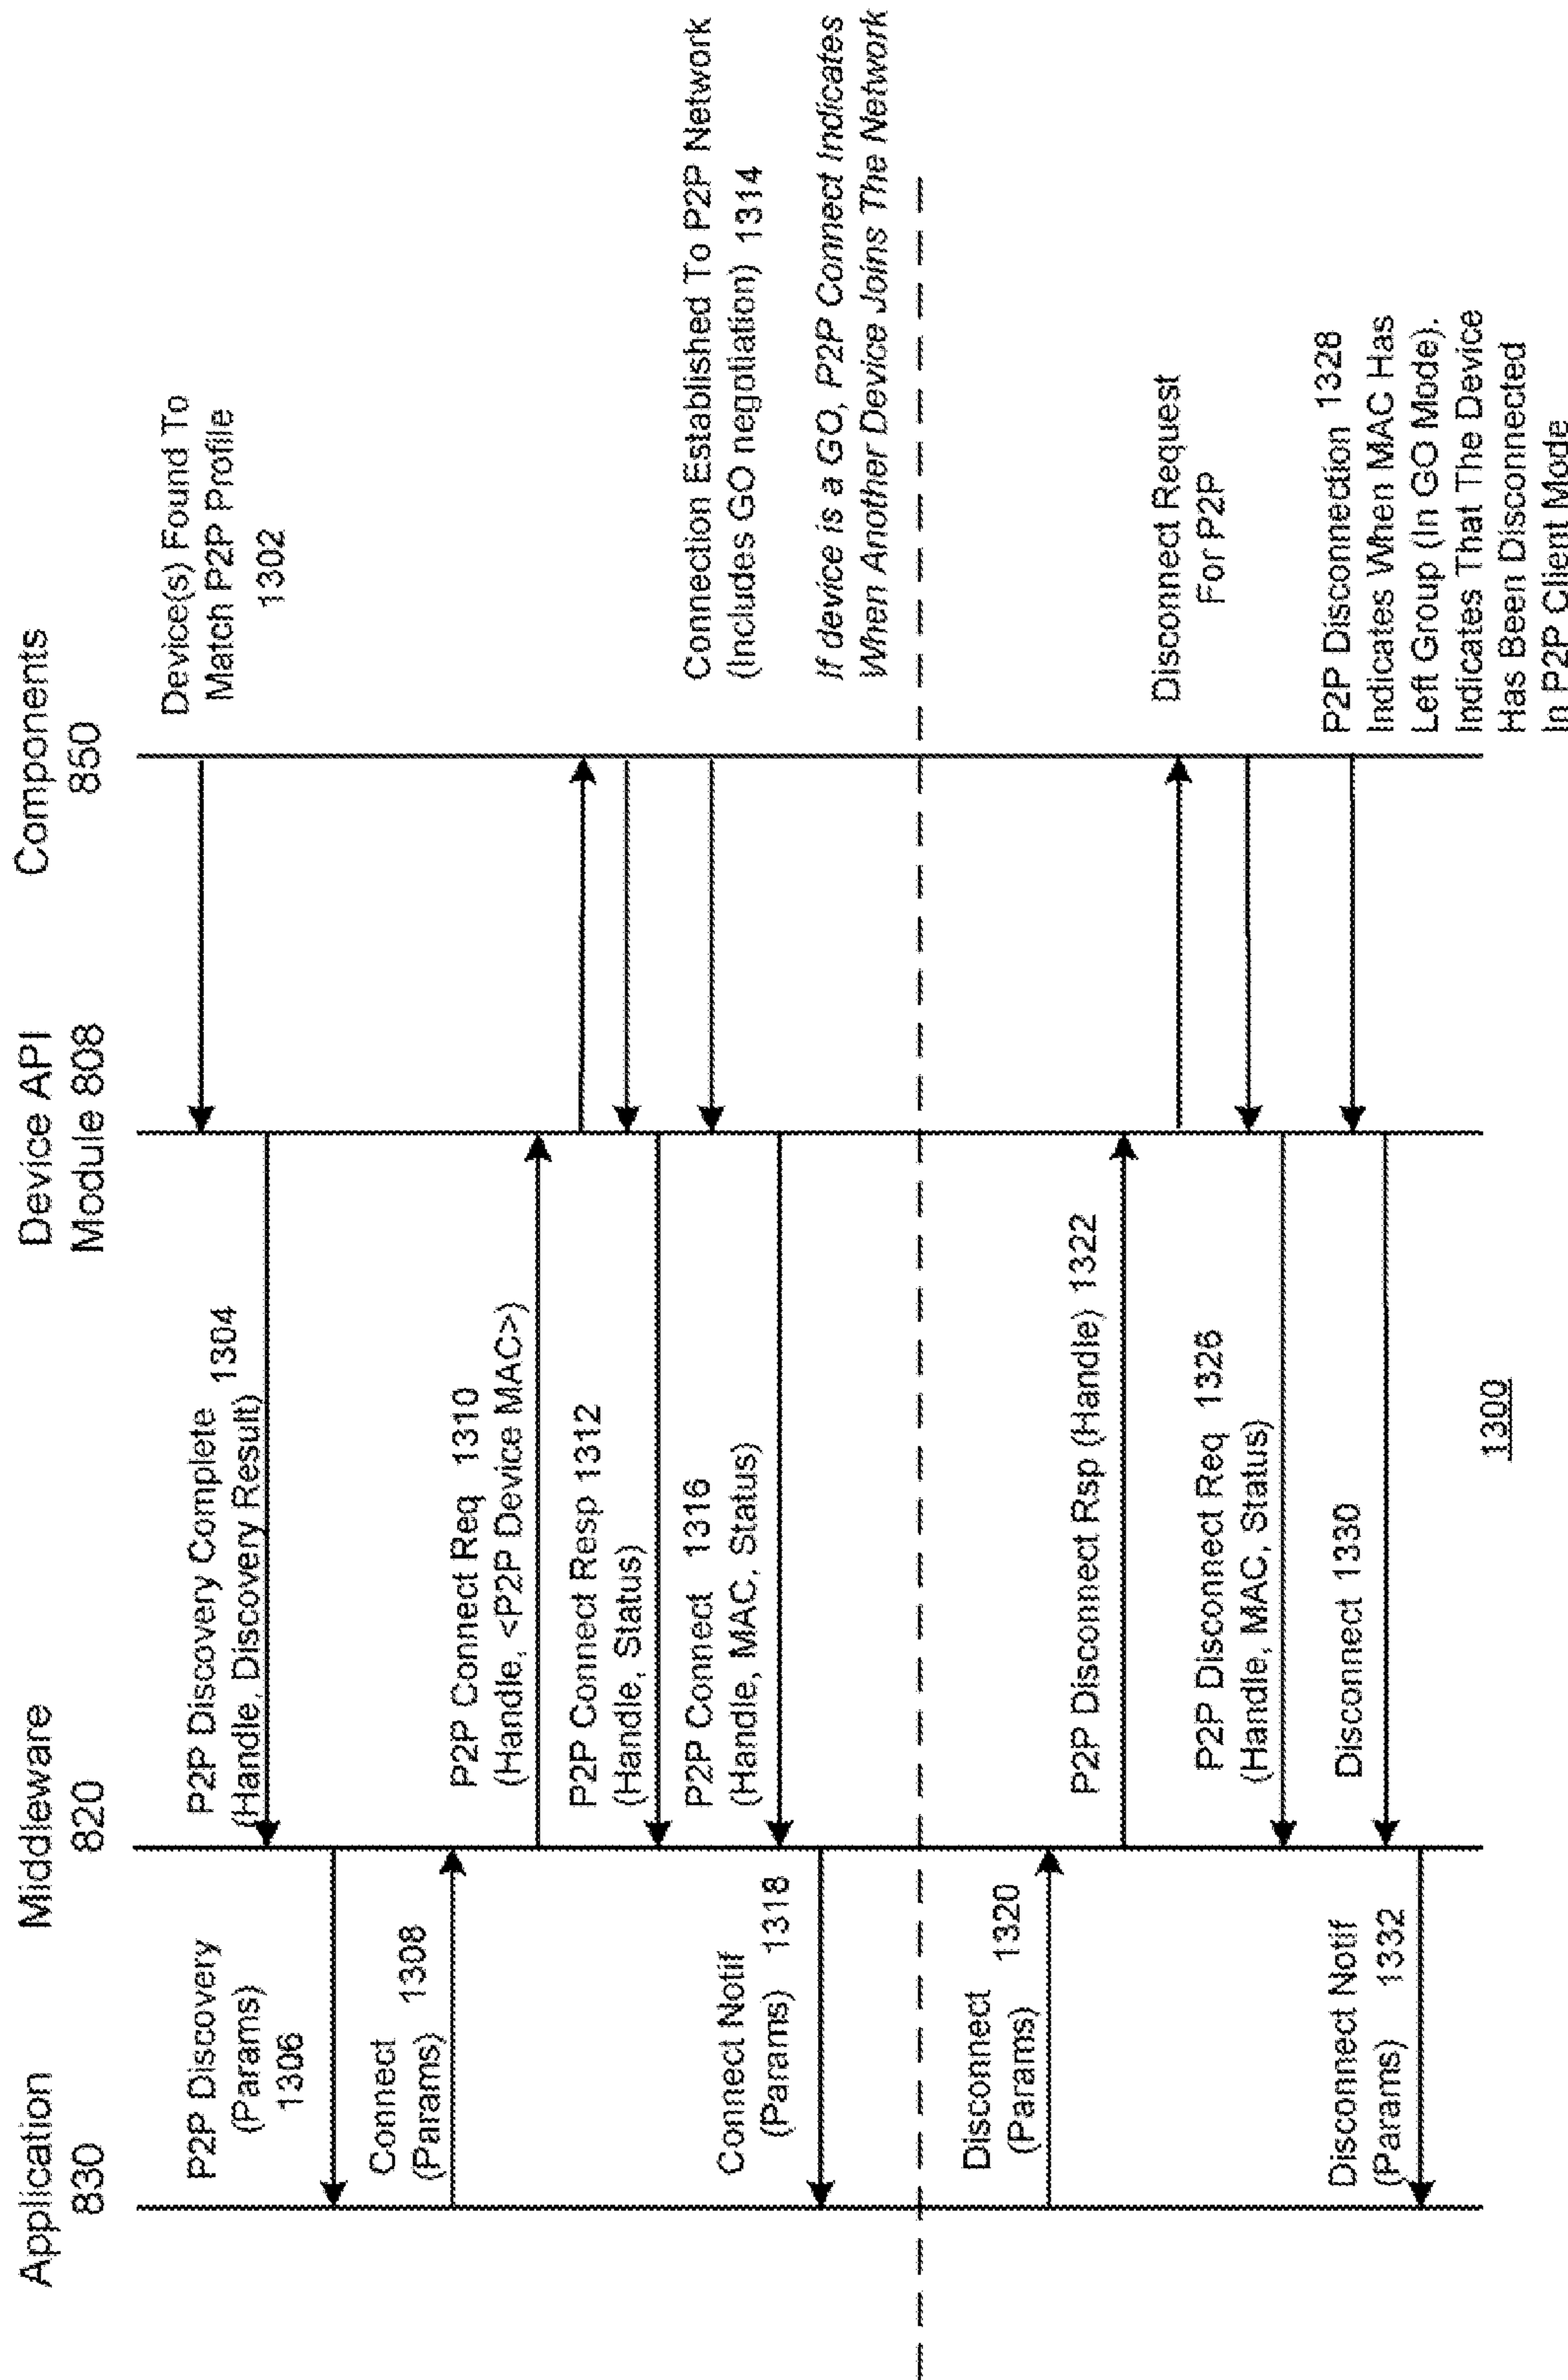 Application
830
Middleware
820
Device API
Module 808
Components
850
Device(s) Found To
Match P2P Profile
1302
P2P Discovery Complete 1304
(Handle, Discovery Result)
P2P Discovery
(Params)
1306
Connect
(Params) 1308
P2P Connect Req 1310
(Handle, <P2P Device MAC>)
P2P Connect Resp 1312
(Handle, Status)
Connection Established To P2P Network
(Includes GO negotiation) 1314
P2P Connect 1316
(Handle, MAC, Status)
Connect Notif
(Params) 1318
If device is a GO, P2P Connect Indicates
When Another Device Joins The Network
Disconnect
(Params) 1320
P2P Disconnect Rsp (Handle) 1322
Disconnect Request
For P2P
P2P Disconnect Req 1326
(Handle, MAC, Status)
P2P Disconnection 1328
Indicates When MAC Has
Left Group (In GO Mode).
Indicates That The Device
Has Been Disconnected
In P2P Client Mode
Disconnect 1330
Disconnect Notif
(Params) 1332
1300